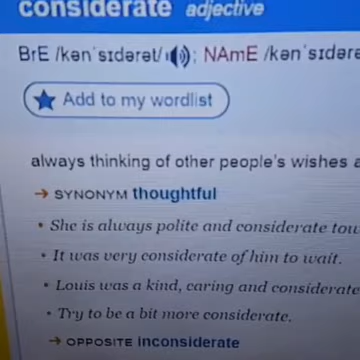 considerate adjective
BrE /kənˈsɪdərət/ ; NAmE /kənˈsɪdəre
Add to my wordlist
always thinking of other people's wishes a
→ SYNONYM thoughtful
• She is always polite and considerate tow
• It was very considerate of him to wait.
• Louis was a kind, caring and considerate
• Try to be a bit more considerate.
→ OPPOSITE inconsiderate